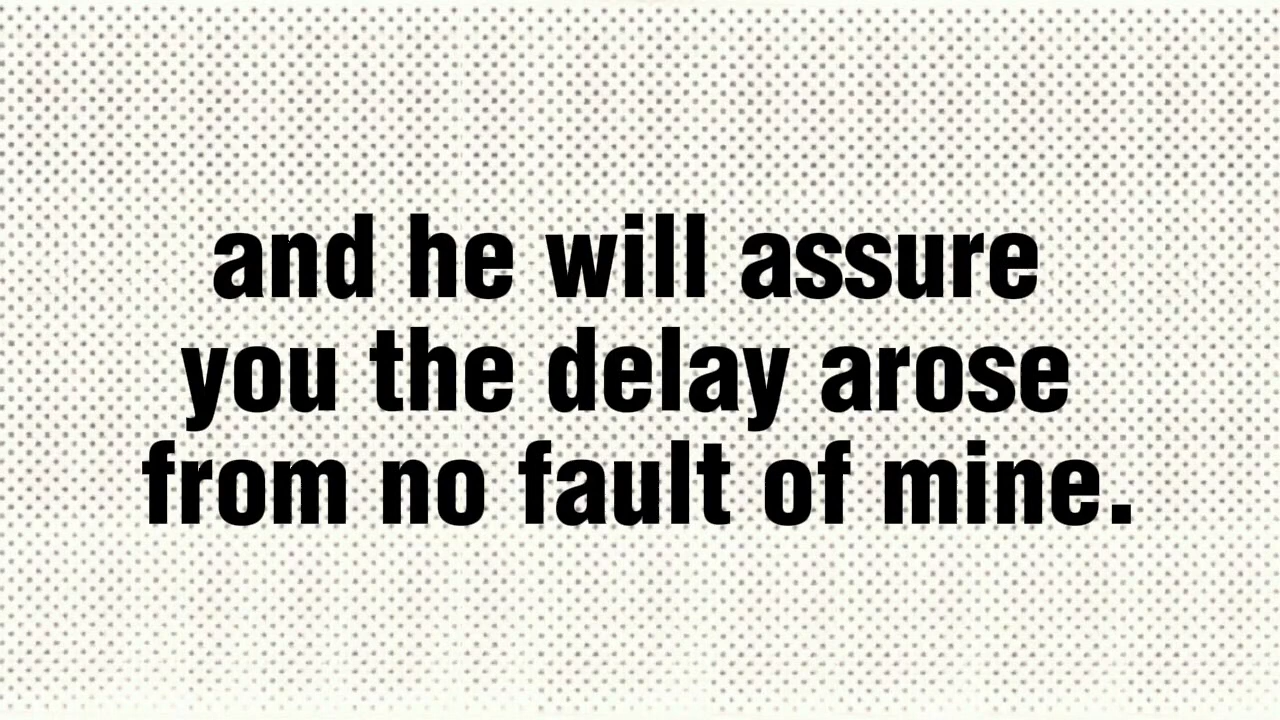 and he will assure
you the delay arose
from no fault of mine.